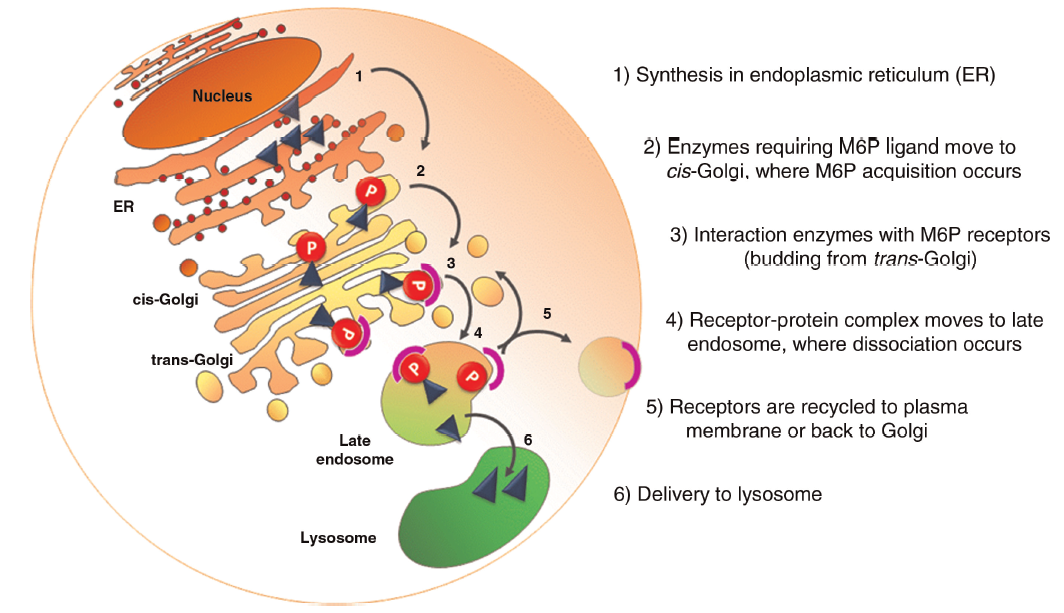 Nucleus
1
2
ER
P
P
cis-Golgi
3
P
trans-Golgi
P
4
5
P
P
Late
endosome
6
Lysosome
1) Synthesis in endoplasmic reticulum (ER)
2) Enzymes requiring M6P ligand move to
cis-Golgi, where M6P acquisition occurs
3) Interaction enzymes with M6P receptors
(budding from trans-Golgi)
4) Receptor-protein complex moves to late
endosome, where dissociation occurs
5) Receptors are recycled to plasma
membrane or back to Golgi
6) Delivery to lysosome